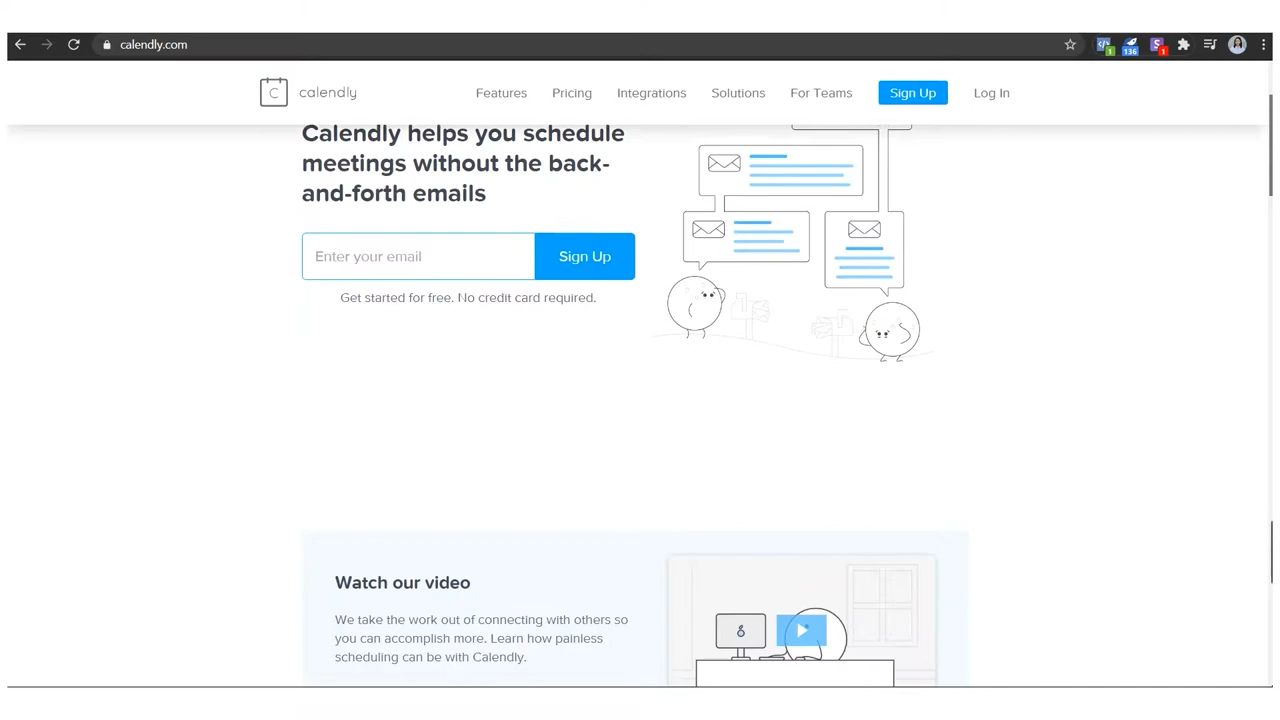 calendly.com
1
136
1
C
calendly
Features
Pricing
Integrations
Solutions
For Teams
Sign Up
Log In
Calendly helps you schedule
meetings without the back-
and-forth emails
Enter your email
Sign Up
Get started for free. No credit card required.
Watch our video
We take the work out of connecting with others so
you can accomplish more. Learn how painless
scheduling can be with Calendly.